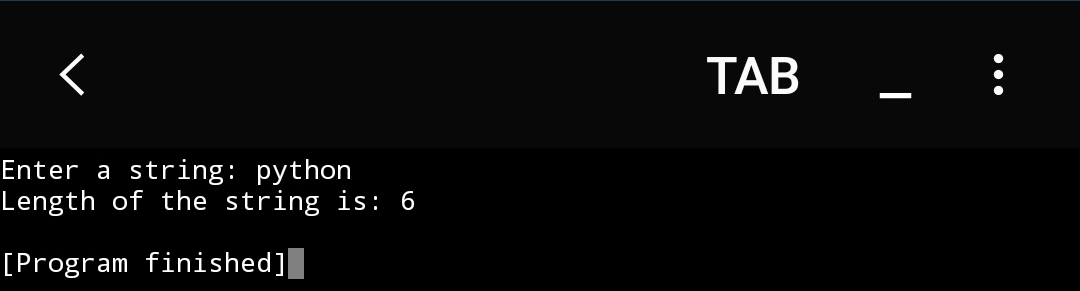 TAB _
Enter a string: python
Length of the string is: 6
[Program finished]